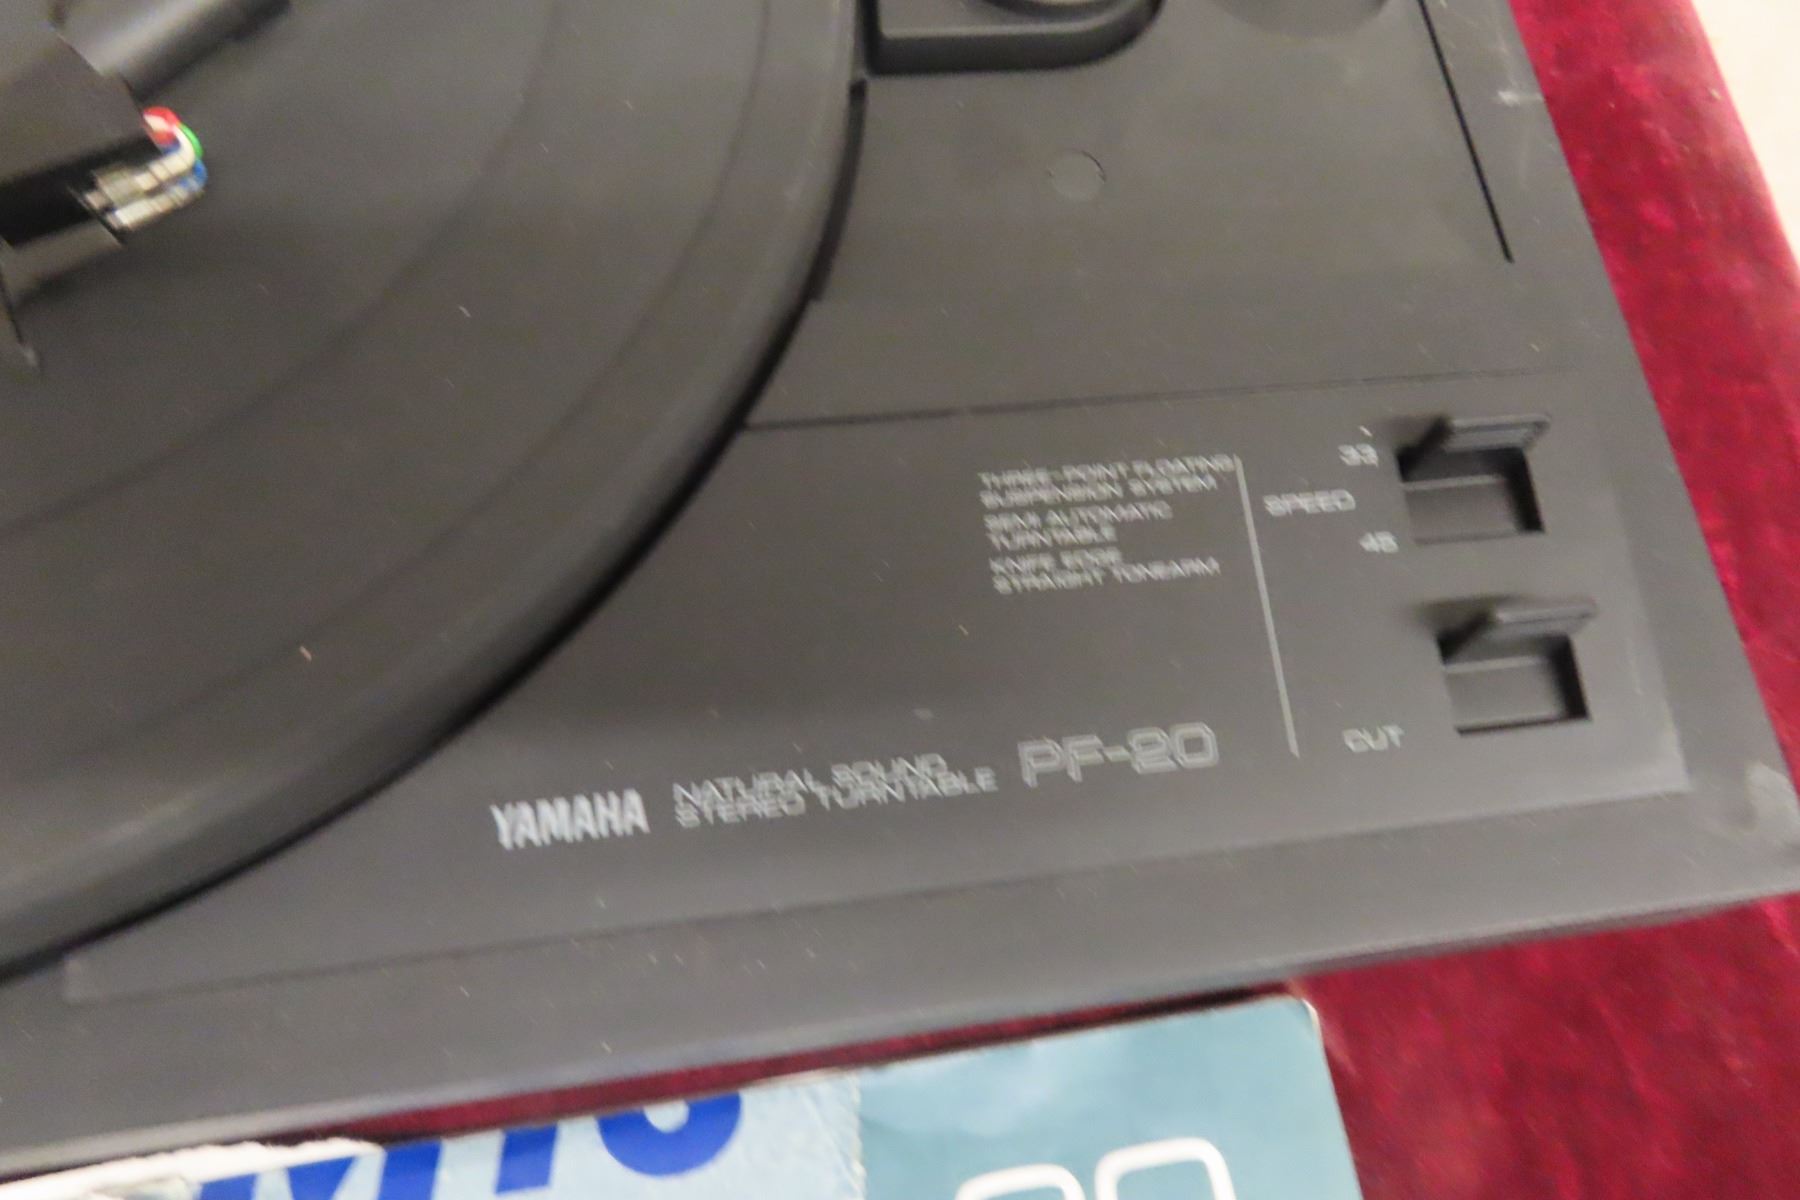 THREE-POINT FLOATING
SUSPENSION SYSTEM
SEMI AUTOMATIC
TURNTABLE
KNIFE EDGE
STRAIGHT TONEARM
33
SPEED
45
CUT
YAMAHA
NATURAL SOUND
STEREO TURNTABLE
PF-20